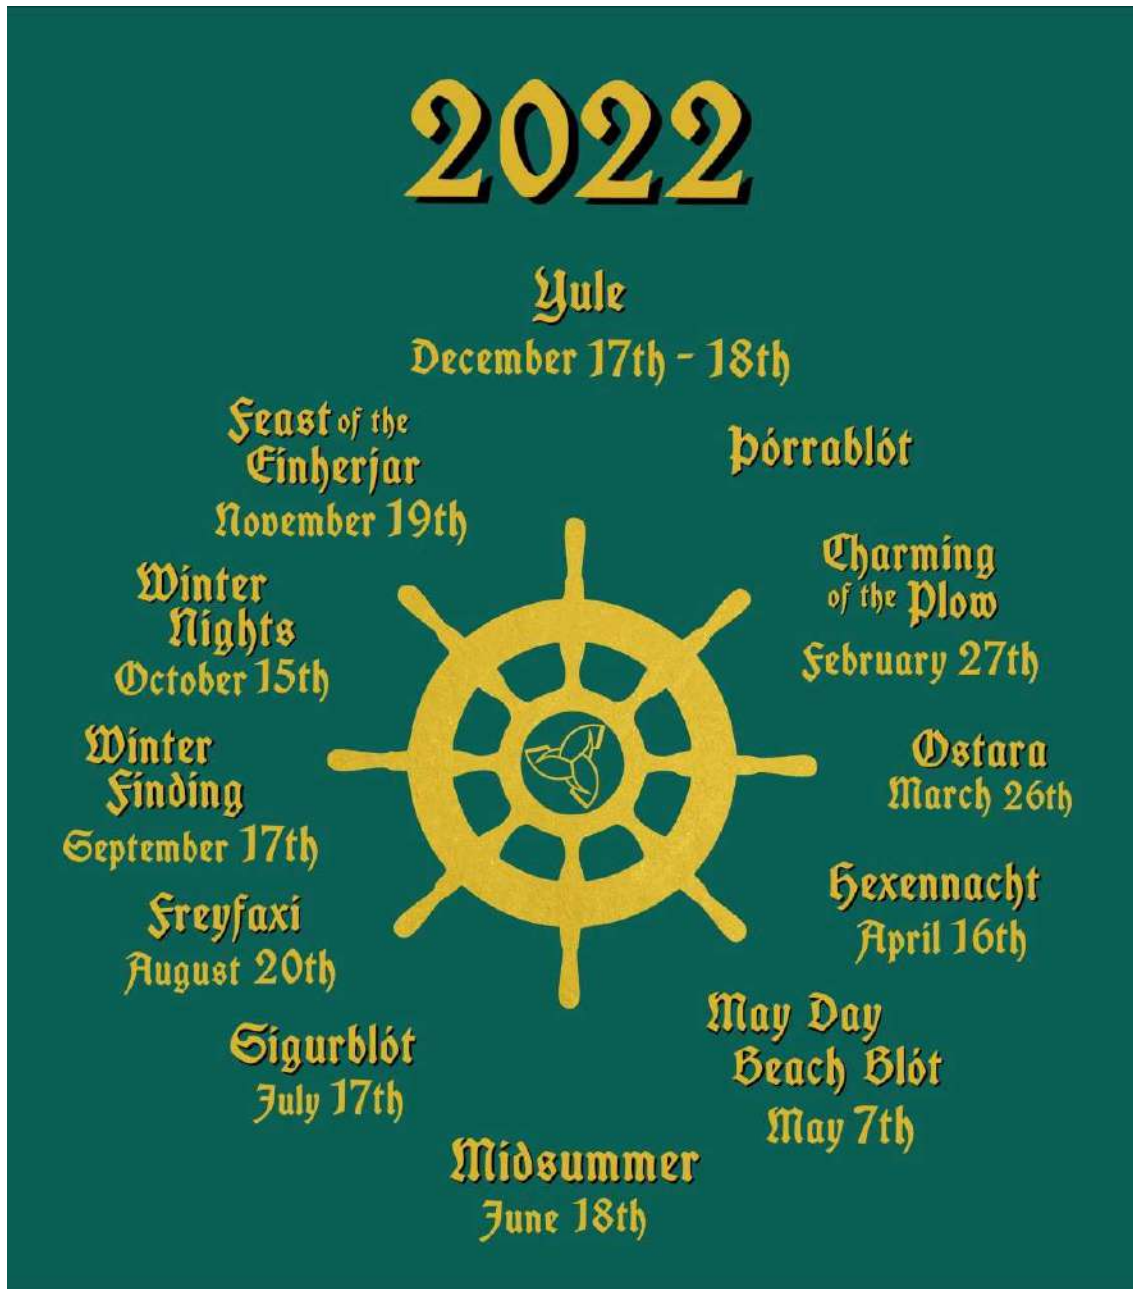 2022
Yule
December 17th - 18th
Þórrablót
Charming
of the Plow
February 27th
Ostara
March 26th
Hexennacht
April 16th
May Day
Beach Blót
May 7th
Midsummer
June 18th
Sigurblót
July 17th
Freyfaxi
August 20th
Winter
Finding
September 17th
Winter
Nights
October 15th
Feast of the
Einherjar
November 19th